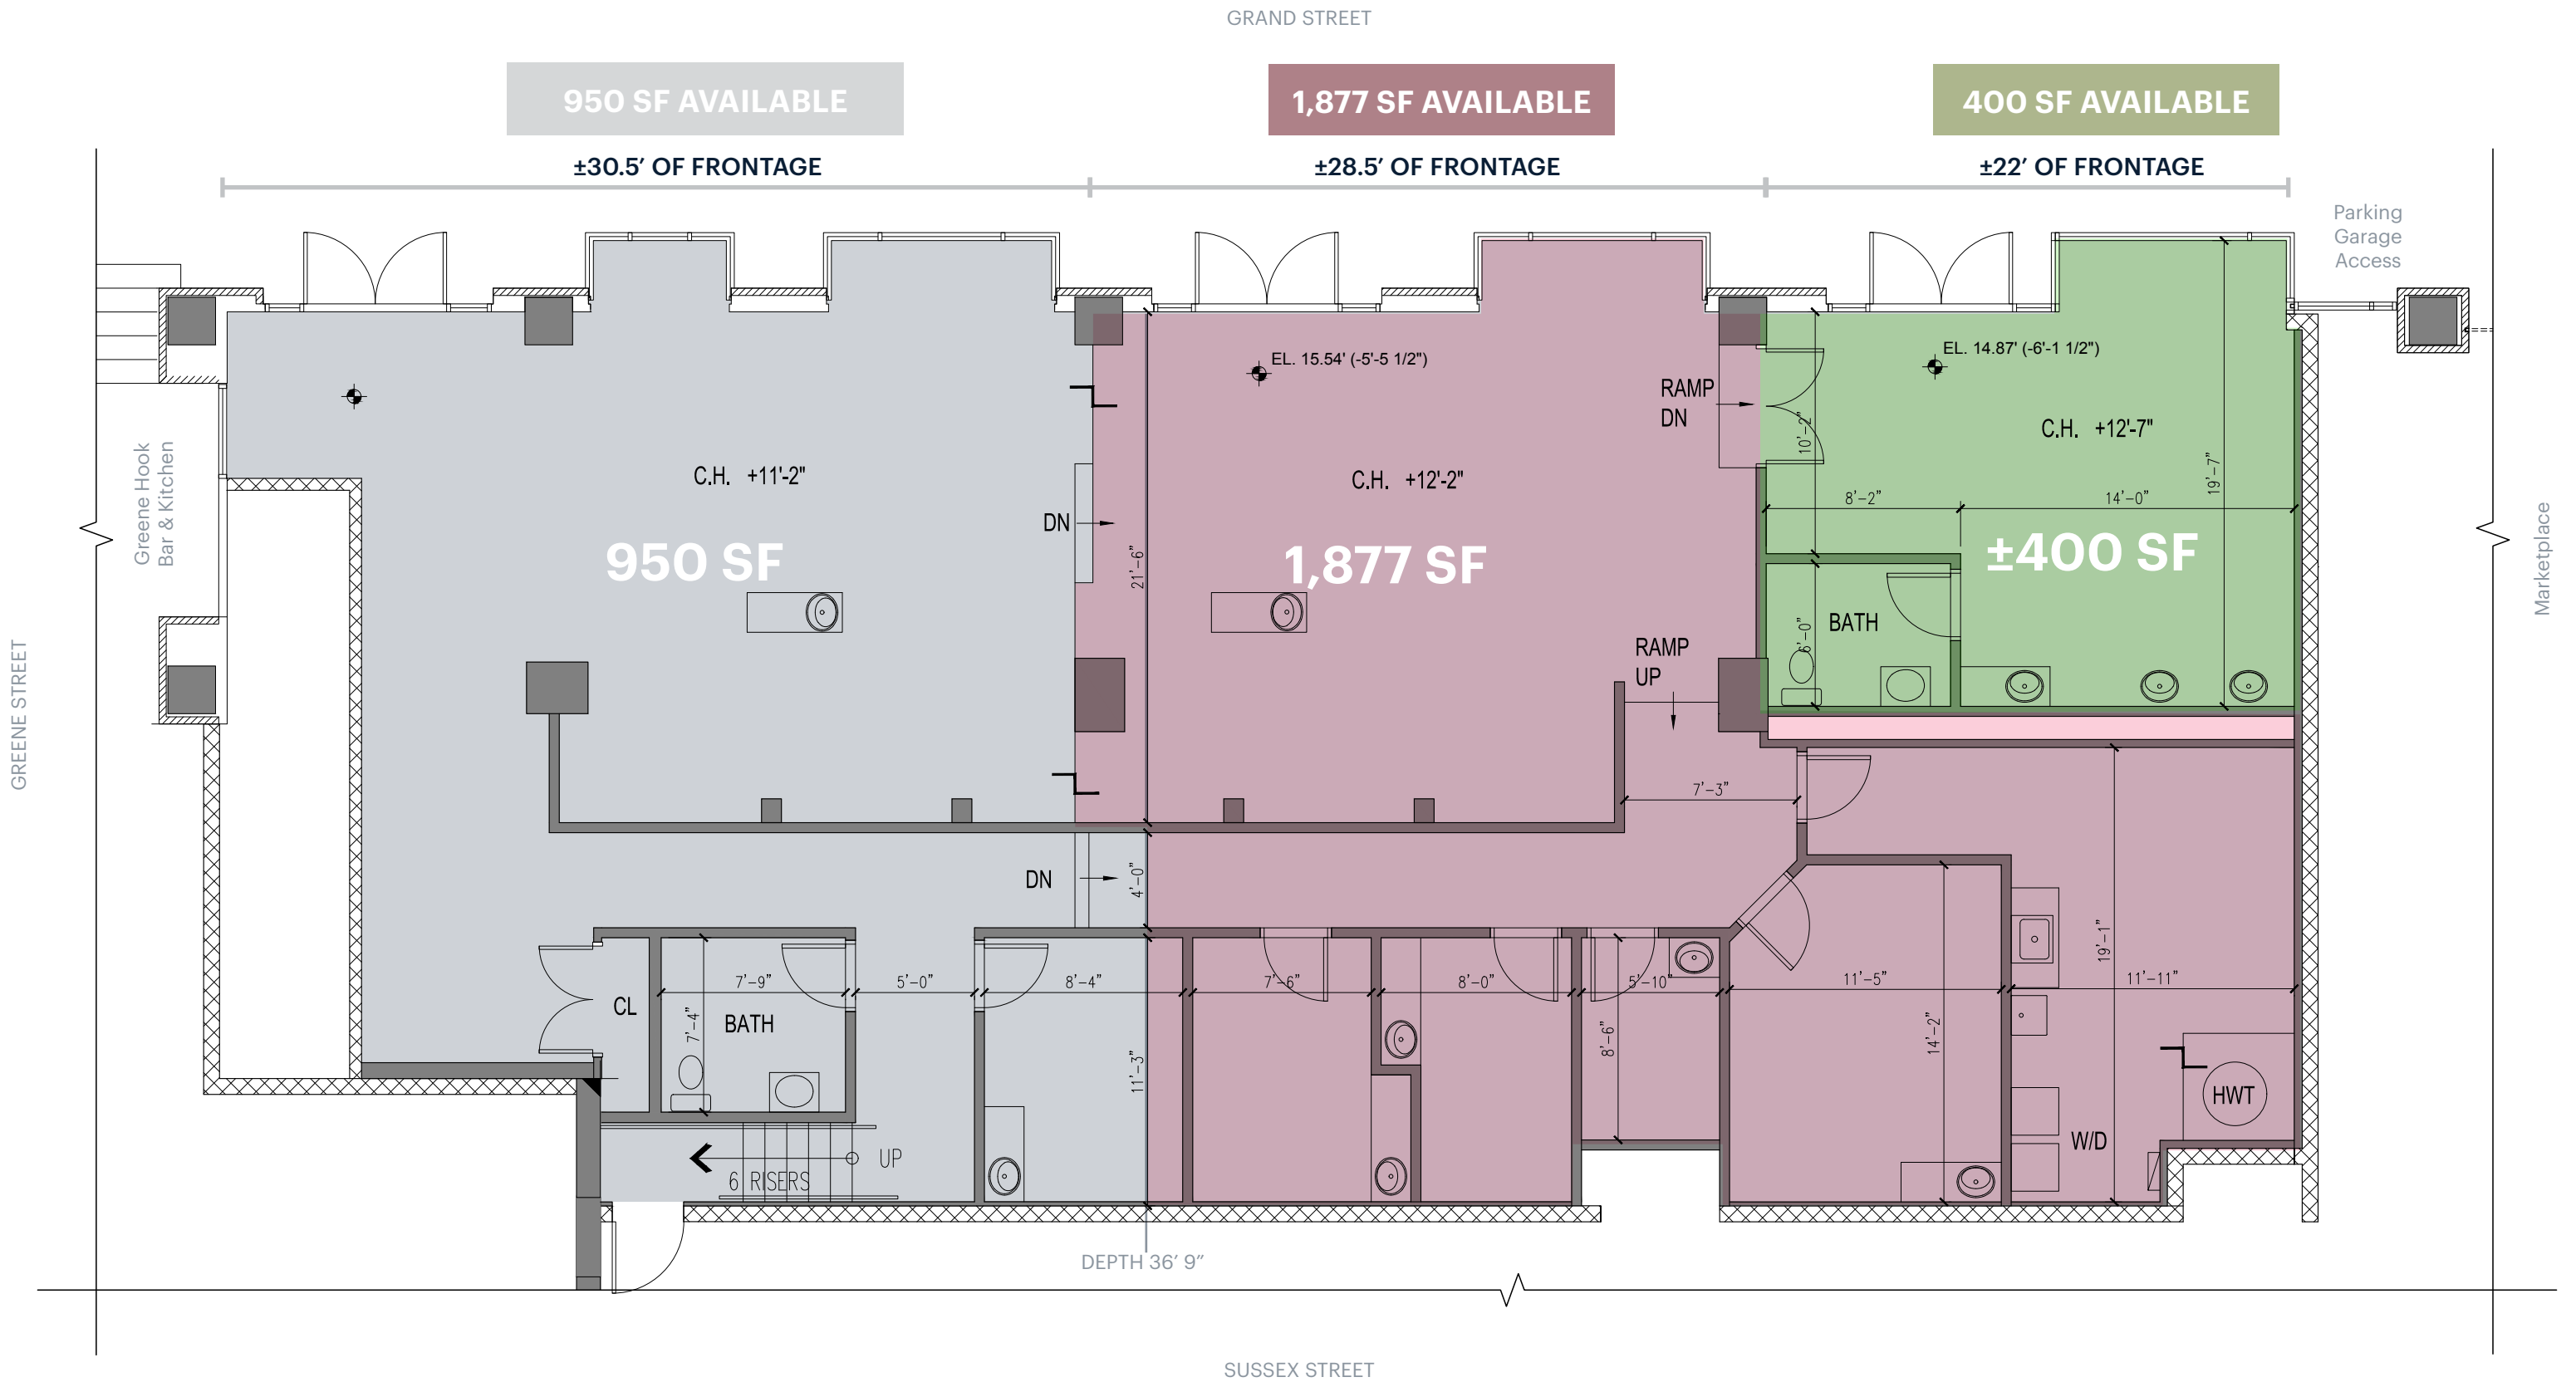 GRAND STREET
950 SF AVAILABLE
1,877 SF AVAILABLE
400 SF AVAILABLE
±30.5’ OF FRONTAGE
±28.5’ OF FRONTAGE
±22’ OF FRONTAGE
Parking
Garage
Access
EL. 15.54' (-5'-5 1/2")
EL. 14.87' (-6'-1 1/2")
RAMP
DN
10'-2"
C.H. +12'-7"
C.H. +11'-2"
C.H. +12'-2"
19'-7"
8'-2"
14'-0"
Greene Hook
Bar & Kitchen
DN
950 SF
21'-6"
1,877 SF
±400 SF
Marketplace
BATH
6'-0"
RAMP
UP
GREENE STREET
7'-3"
DN
4'-0"
19'-1"
7'-9"
5'-0"
8'-4"
7'-6"
8'-0"
5'-10"
11'-5"
11'-11"
CL
BATH
7'-4"
11'-3"
8'-6"
14'-2"
HWT
W/D
UP
6 RISERS
DEPTH 36’ 9”
SUSSEX STREET